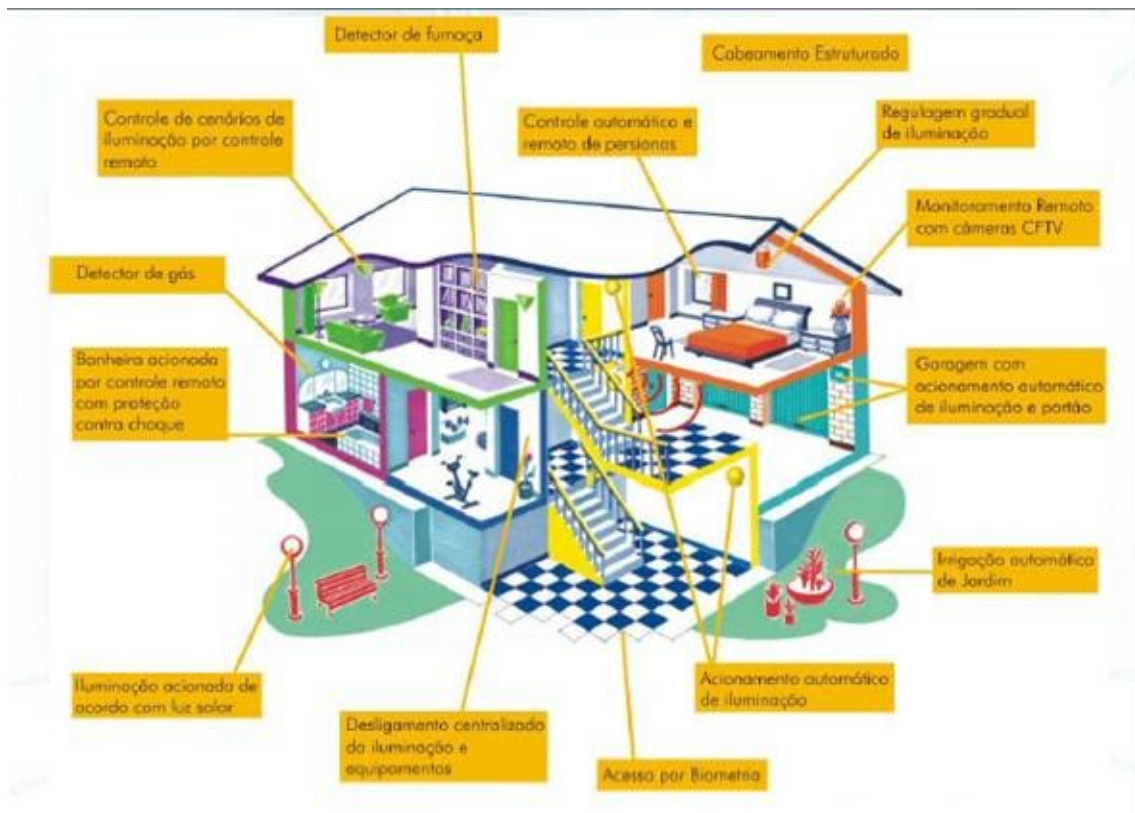 Detector de fumaça
Cabeamento Estruturado
Controle de cenários de
iluminação por controle
remoto
Controle automático e
remoto de persianas
Regulagem gradual
de iluminação
Monitoramento Remoto
com câmeras CFTV
Detector de gás
Banheira acionada
por controle remoto
com proteção
contra choque
Garagem com
acionamento automático
de iluminação e portão
Irrigação automática
de Jardim
Iluminação acionada de
acordo com luz solar
Acionamento automático
de iluminação
Desligamento centralizado
da iluminação e
equipamentos
Acesso por Biometria